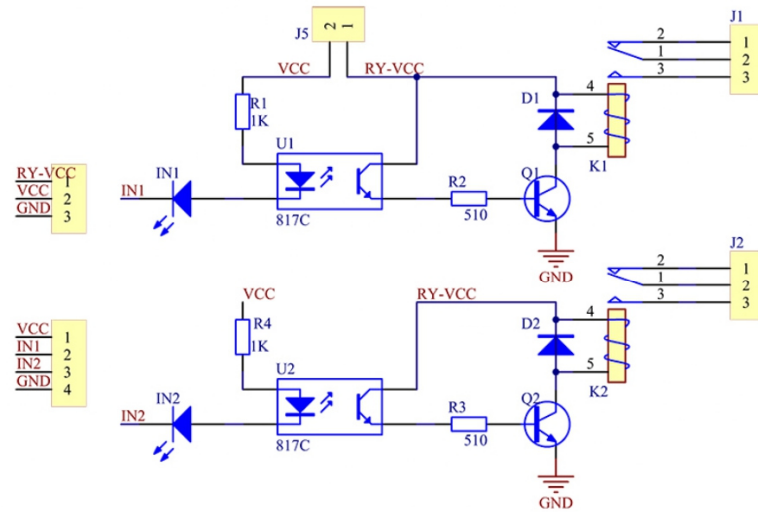 J1
J5
2 1
2 1
1 2
3 3
VCC RY-VCC
4
R1
1K
D1
U1
5
K1
IN1
Q1
RY-VCC 1
VCC 2
GND 3
IN1
R2
817C
510
GND
J2
2 1
1 2
3 3
VCC RY-VCC
4
R4
1K
D2
VCC 1
IN1 2
IN2 3
GND 4
U2
5
K2
IN2
Q2
R3
IN2
817C
510
GND